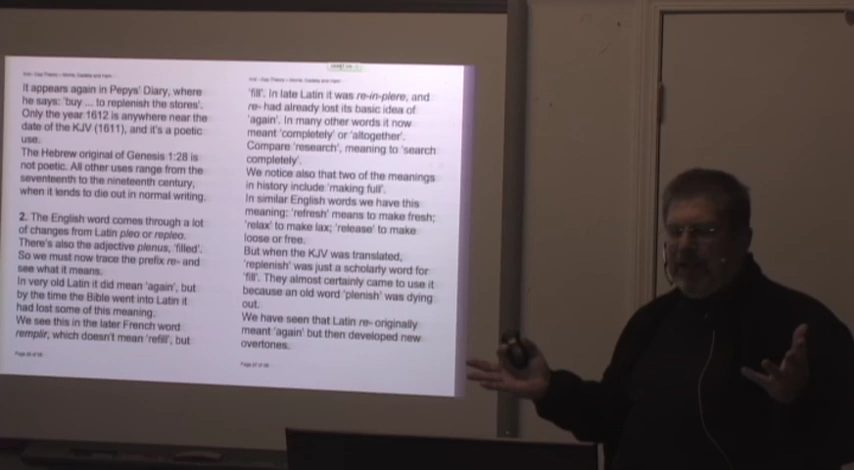 It appears again in Pepys' Diary, where
he says: 'buy ... to replenish the stores'.
Only the year 1612 is anywhere near the
date of the KJV (1611), and it's a poetic
use.
The Hebrew original of Genesis 1:28 is
not poetic. All other uses range from the
seventeenth to the nineteenth century,
when it tends to die out in normal writing.
2. The English word comes through a lot
of changes from Latin pleo or repleo.
There's also the adjective plenus, 'filled'.
So we must now trace the prefix re- and
see what it means.
In very old Latin it did mean 'again', but
by the time the Bible went into Latin it
had lost some of this meaning.
We see this in the later French word
remplir, which doesn't mean 'refill', but
'fill'. In late Latin it was re-in-plere, and
re- had already lost its basic idea of
'again'. In many other words it now
meant 'completely' or 'altogether'.
Compare 'research', meaning to 'search
completely'.
We notice also that two of the meanings
in history include 'making full'.
In similar English words we have this
meaning: 'refresh' means to make fresh;
'relax' to make lax; 'release' to make
loose or free.
But when the KJV was translated,
'replenish' was just a scholarly word for
'fill'. They almost certainly came to use it
because an old word 'plenish' was dying
out.
We have seen that Latin re- originally
meant 'again' but then developed new
overtones.